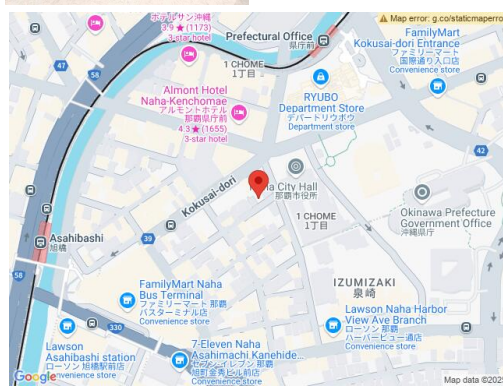 ホテルサン沖縄
3.9★(1173)
3-star hotel
Prefectural Office
県庁前
Map error: g.co/staticmaperr
FamilyMart
Kokusai-dori Entrance
ファミリーマート
国際通り入口店
Convenience store
47
58
1 CHOME
1丁目
RYUBO
Department Store
デパートリウボウ
Department store
Almont Hotel
Naha-Kenchomae
アルモントホテル
那覇県庁前
4.3★(1655)
3-star hotel
42
Kokusai-dori
City Hall
那覇市役所
1 CHOME
1丁目
Okinawa Prefecture
Government Office
沖縄県庁
Asahibashi
旭橋
39
58
IZUMIZAKI
泉崎
FamilyMart Naha
Bus Terminal
ファミリーマート 那覇
バスターミナル店
Convenience store
330
Lawson Naha Harbor
View Ave Branch
ローソン 那覇
ハーバービュー通店
Convenience store
Lawson
Asahibashi station
ローソン 旭橋駅前店
Convenience store
7-Eleven Naha
Asahimachi Kanehide...
セブン-イレブン 那覇
旭町金秀ビル前店
Convenience store
Google
Map data ©202